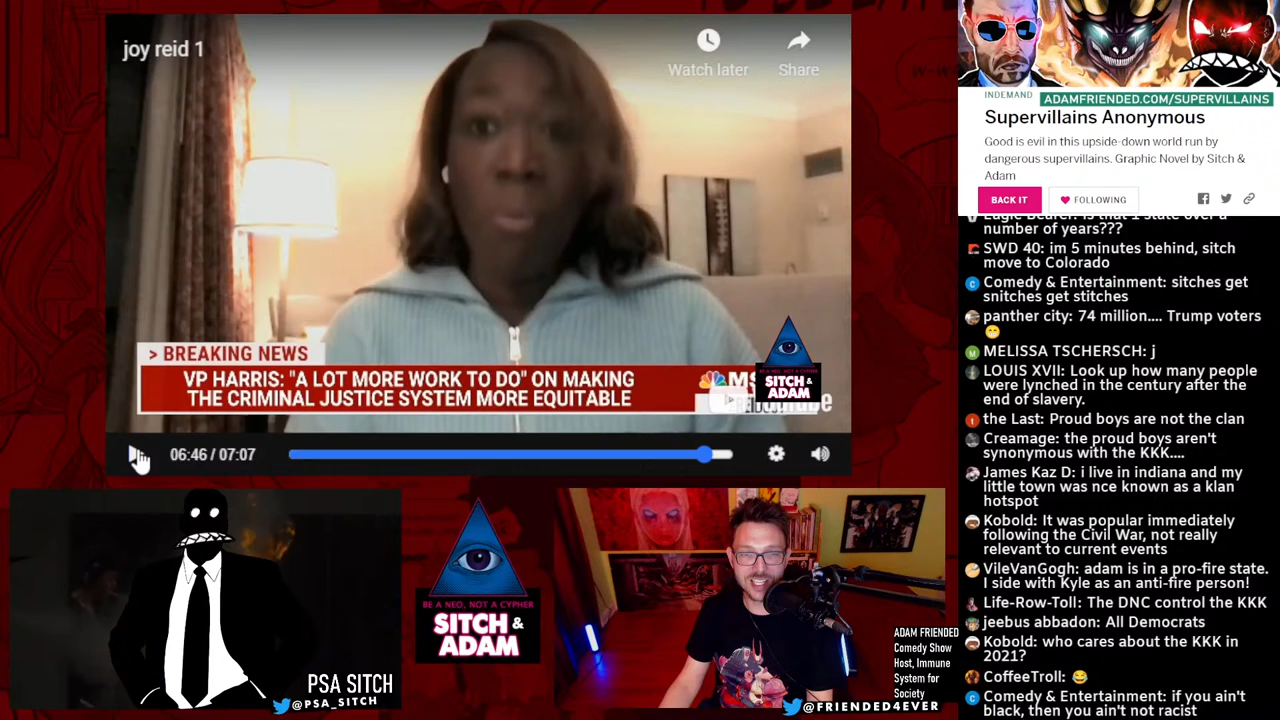 joy reid 1
Watch later
Share
> BREAKING NEWS
VP HARRIS: "A LOT MORE WORK TO DO" ON MAKING
THE CRIMINAL JUSTICE SYSTEM MORE EQUITABLE
BE A NEO, NOT A CYPHER
SITCH &
ADAM
06:46 / 07:07
PSA SITCH
@PSA_SITCH
BE A NEO, NOT A CYPHER
SITCH &
ADAM
ADAM FRIENDED
Comedy Show
Host, Immune
System for
Society
@FRIENDED4EVER
INDEMAND
ADAMFRIENDED.COM/SUPERVILLAINS
Supervillains Anonymous
Good is evil in this upside-down world run by
dangerous supervillains. Graphic Novel by Sitch &
Adam
BACK IT
FOLLOWING
Eagle Bearer: is that 1 state over a
number of years???
SWD 40: im 5 minutes behind, sitch
move to Colorado
Comedy & Entertainment: sitches get
snitches get stitches
panther city: 74 million.... Trump voters
MELISSA TSCHERSCH: j
LOUIS XVII: Look up how many people
were lynched in the century after the
end of slavery.
the Last: Proud boys are not the clan
Creamage: the proud boys aren't
synonymous with the KKK....
James Kaz D: i live in indiana and my
little town was nce known as a klan
hotspot
Kobold: It was popular immediately
following the Civil War, not really
relevant to current events
VileVanGogh: adam is in a pro-fire state.
I side with kyle as an anti-fire person!
Life-Row-Toll: The DNC control the KKK
jeebus abbadon: All Democrats
Kobold: who cares about the KKK in
2021?
CoffeeTroll:
Comedy & Entertainment: if you ain't
black, then you ain't not racist